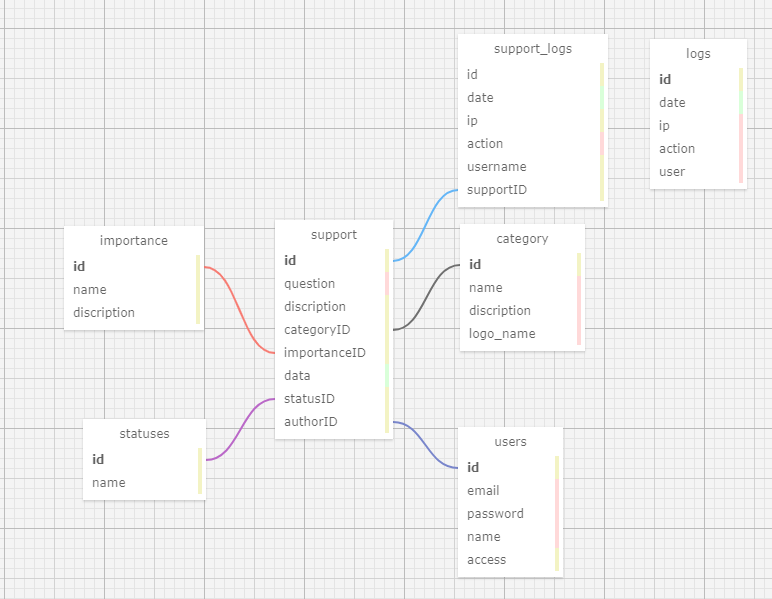 support_logs
id
date
ip
action
username
supportID
logs
id
date
ip
action
user
importance
id
name
discription
support
id
question
discription
categoryID
importanceID
data
statusID
authorID
category
id
name
discription
logo_name
statuses
id
name
users
id
email
password
name
access